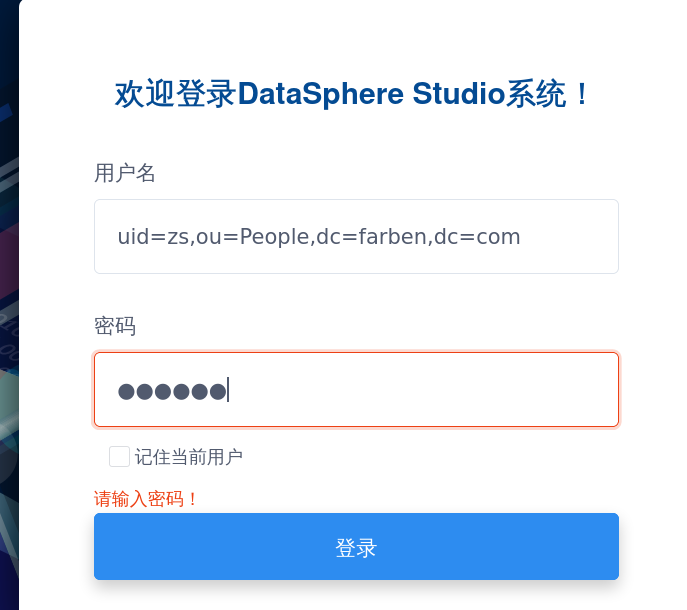 欢迎登录DataSphere Studio系统！
用户名
uid=zs,ou=People,dc=farben,dc=com
密码
●●●●●●
记住当前用户
请输入密码！
登录